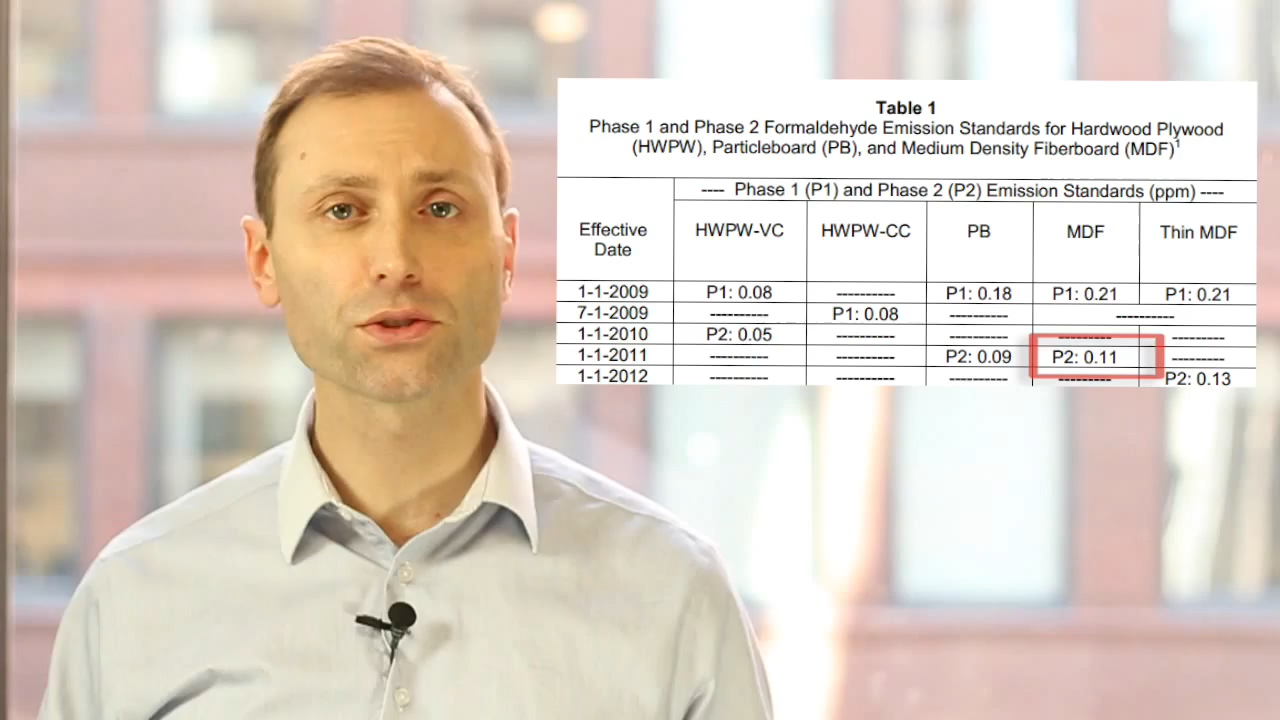 Table 1
Phase 1 and Phase 2 Formaldehyde Emission Standards for Hardwood Plywood
(HWPW), Particleboard (PB), and Medium Density Fiberboard (MDF)1
---- Phase 1 (P1) and Phase 2 (P2) Emission Standards (ppm) ----
Effective Date HWPW-VC HWPW-CC PB MDF Thin MDF
1-1-2009 P1: 0.08 ---------- P1: 0.18 P1: 0.21 P1: 0.21
7-1-2009 ---------- P1: 0.08 ---------- ----------
1-1-2010 P2: 0.05 ---------- ---------- --------- ---------
1-1-2011 ---------- ---------- P2: 0.09 P2: 0.11 ---------
1-1-2012 ---------- ---------- ---------- --------- P2: 0.13